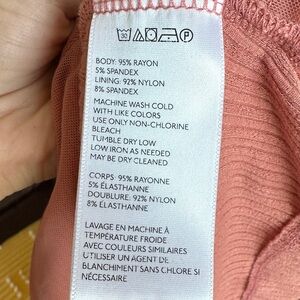 BODY: 95% RAYON
5% SPANDEX
LINING: 92% NYLON
8% SPANDEX
MACHINE WASH COLD
WITH LIKE COLORS
USE ONLY NON-CHLORINE
BLEACH
TUMBLE DRY LOW
LOW IRON AS NEEDED
MAY BE DRY CLEANED
CORPS: 95% RAYONNE
5% ÉLASTHANNE
DOUBLURE: 92% NYLON
8% ÉLASTHANNE
LAVAGE EN MACHINE À
TEMPÉRATURE FROIDE
AVEC COULEURS SIMILAIRES
UTILISER UN AGENT DE
BLANCHIMENT SANS CHLORE SI
NÉCESSAIRE